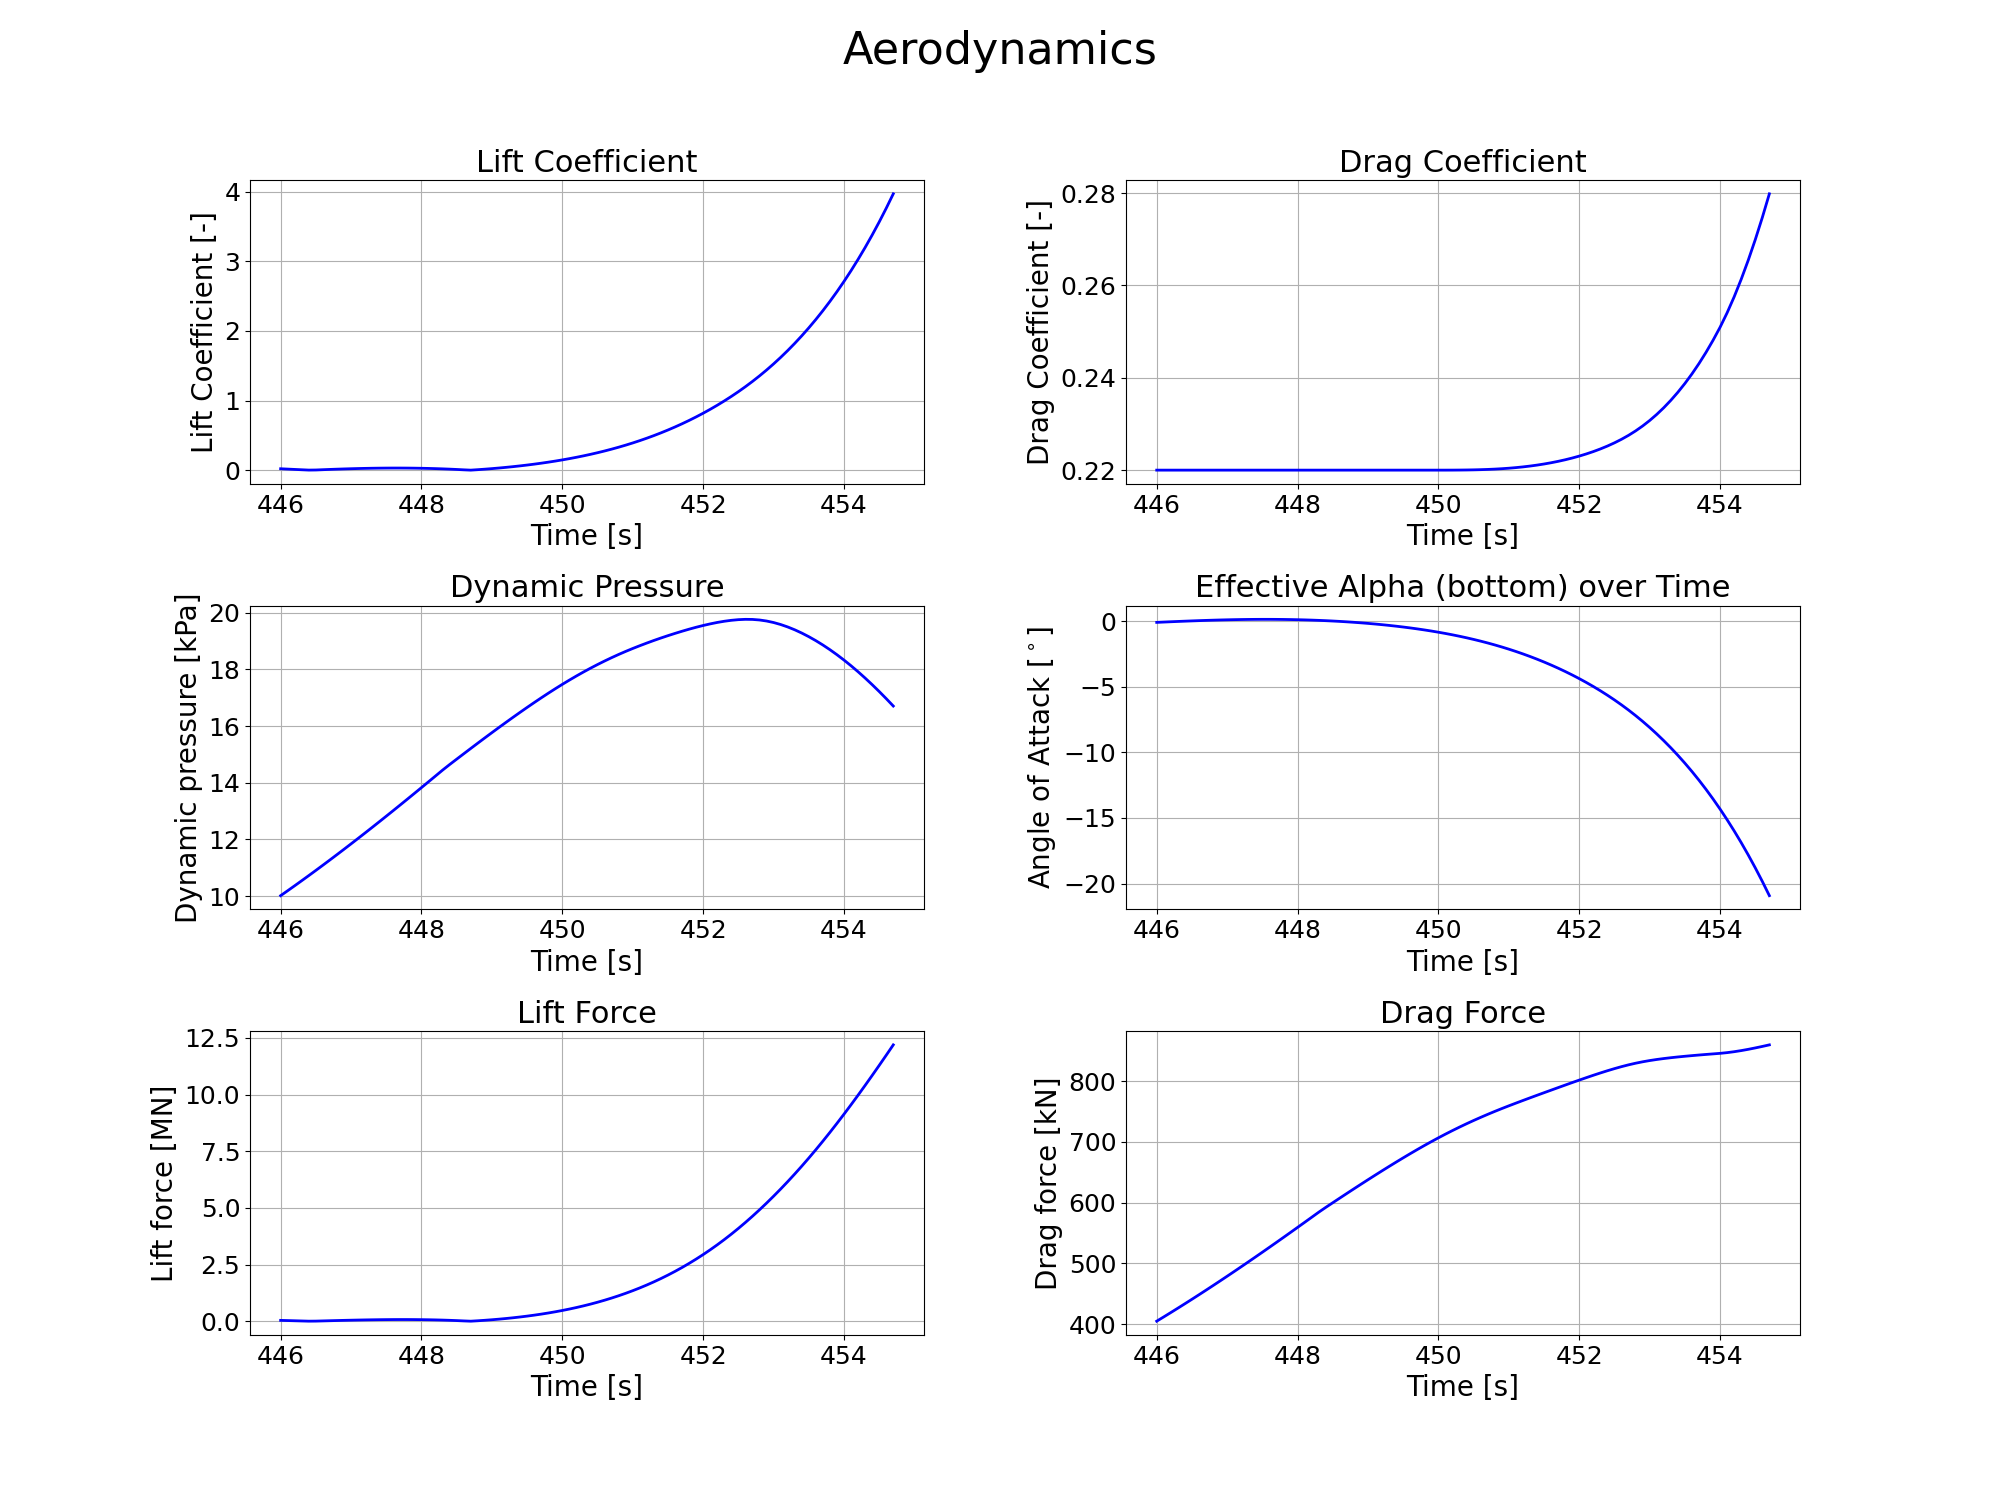 Aerodynamics
Lift Coefficient
Lift Coefficient [-]
4
3
2
1
0
446 448 450 452 454
Time [s]
Drag Coefficient
Drag Coefficient [-]
0.28
0.26
0.24
0.22
446 448 450 452 454
Time [s]
Dynamic Pressure
Dynamic pressure [kPa]
20
18
16
14
12
10
446 448 450 452 454
Time [s]
Effective Alpha (bottom) over Time
Angle of Attack [°]
0
−5
−10
−15
−20
446 448 450 452 454
Time [s]
Lift Force
Lift force [MN]
12.5
10.0
7.5
5.0
2.5
0.0
446 448 450 452 454
Time [s]
Drag Force
Drag force [kN]
800
700
600
500
400
446 448 450 452 454
Time [s]